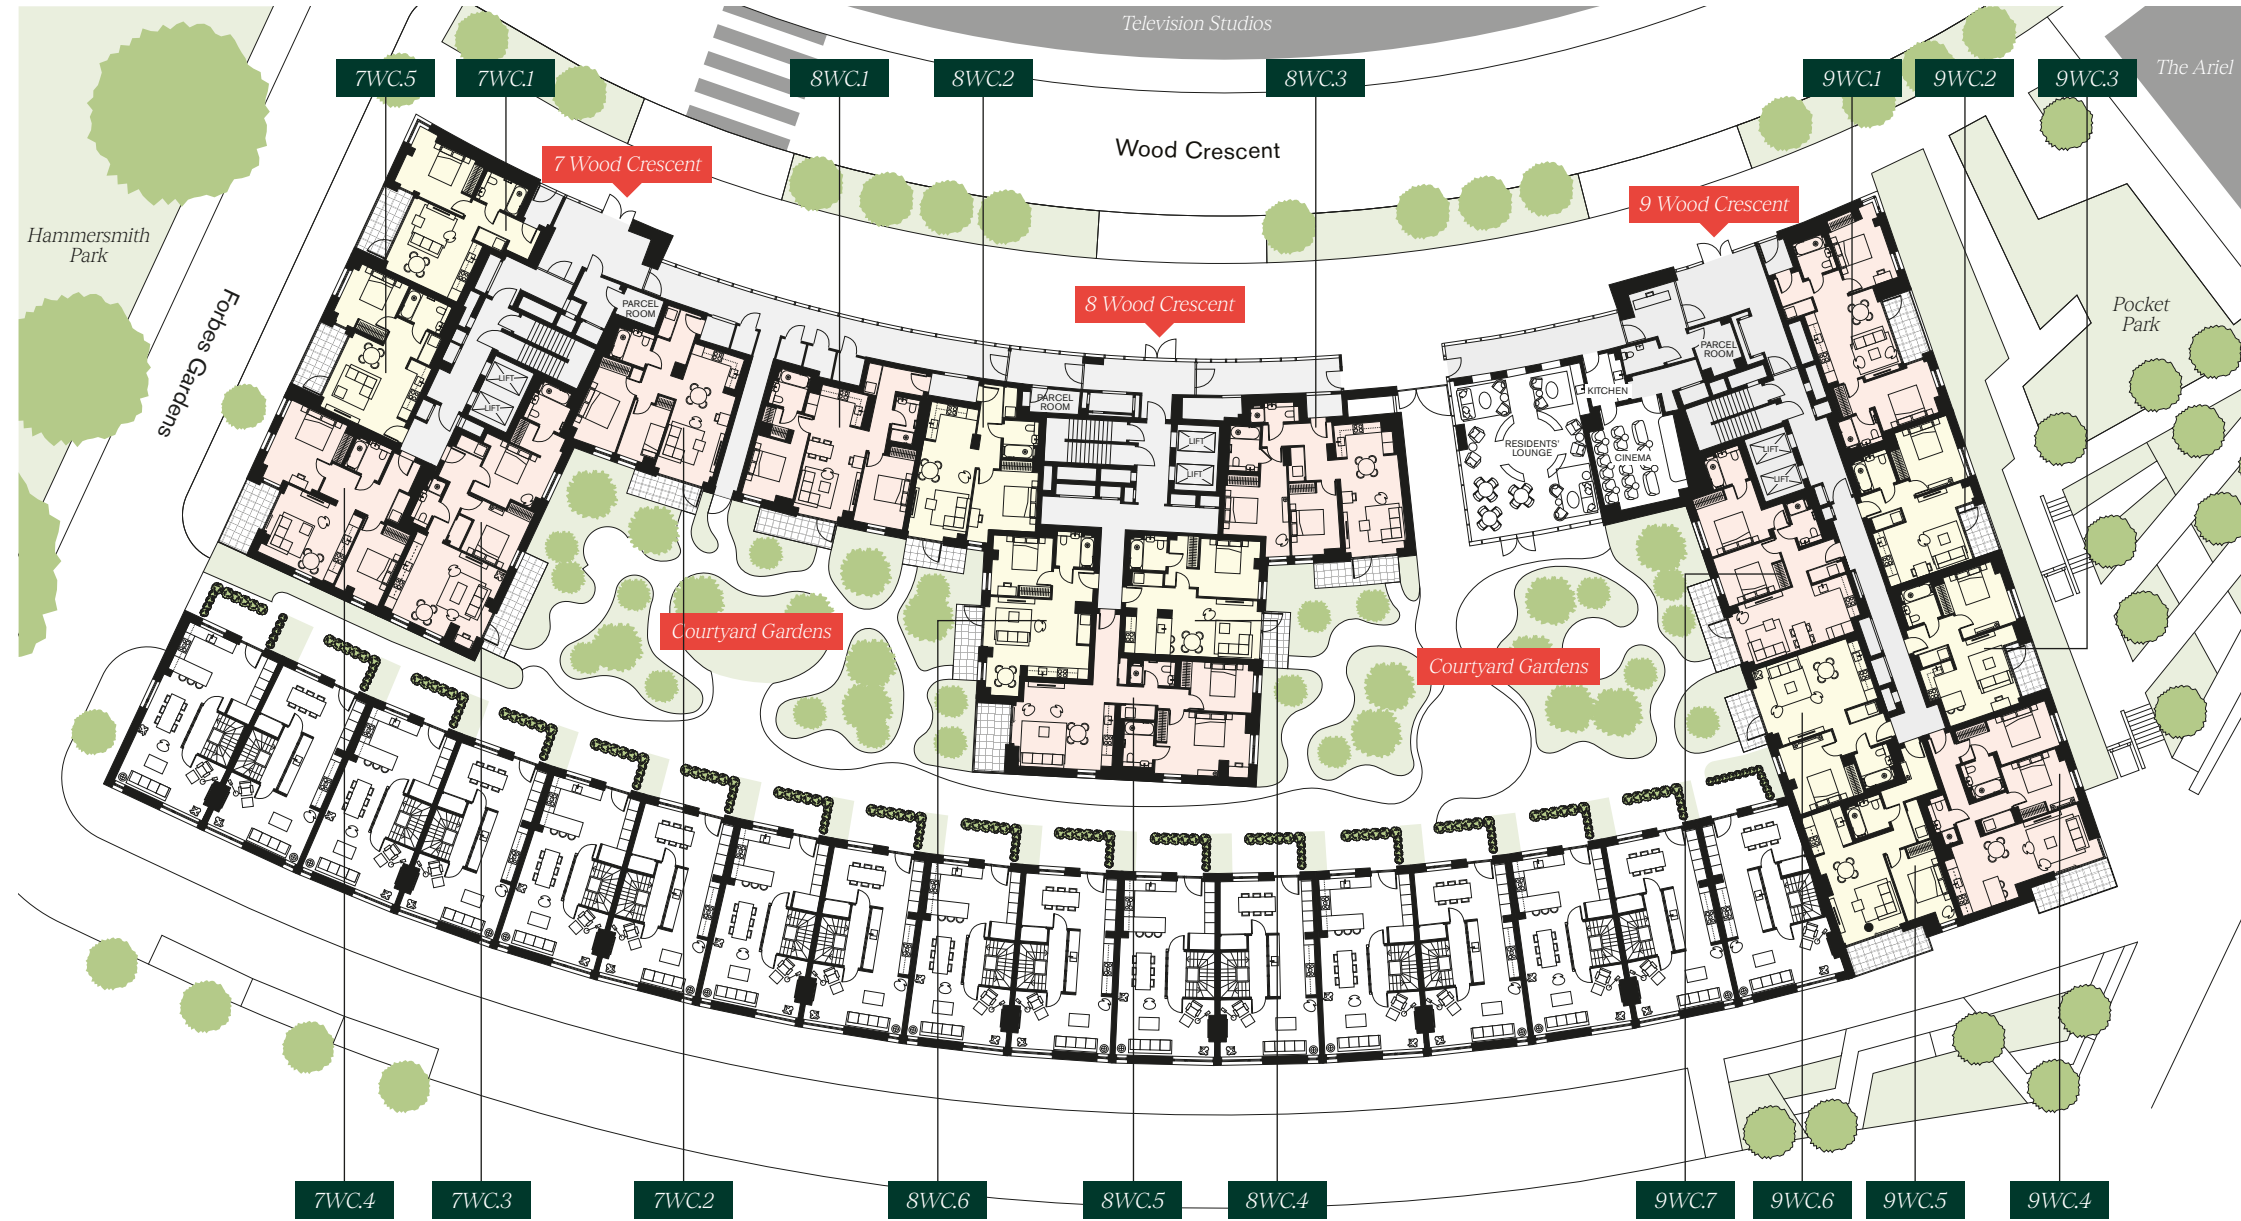 Television Studios
The Ariel
7WC.5
7WC.1
8WC.1
8WC.2
8WC.3
9WC.1
9WC.2
9WC.3
Wood Crescent
7 Wood Crescent
9 Wood Crescent
8 Wood Crescent
Hammersmith
Park
Forbes Gardens
Pocket
Park
PARCEL
ROOM
PARCEL
ROOM
PARCEL
ROOM
LIFT
LIFT
LIFT
LIFT
LIFT
LIFT
KITCHEN
RESIDENTS'
LOUNGE
CINEMA
Courtyard Gardens
Courtyard Gardens
7WC.4
7WC.3
7WC.2
8WC.6
8WC.5
8WC.4
9WC.7
9WC.6
9WC.5
9WC.4